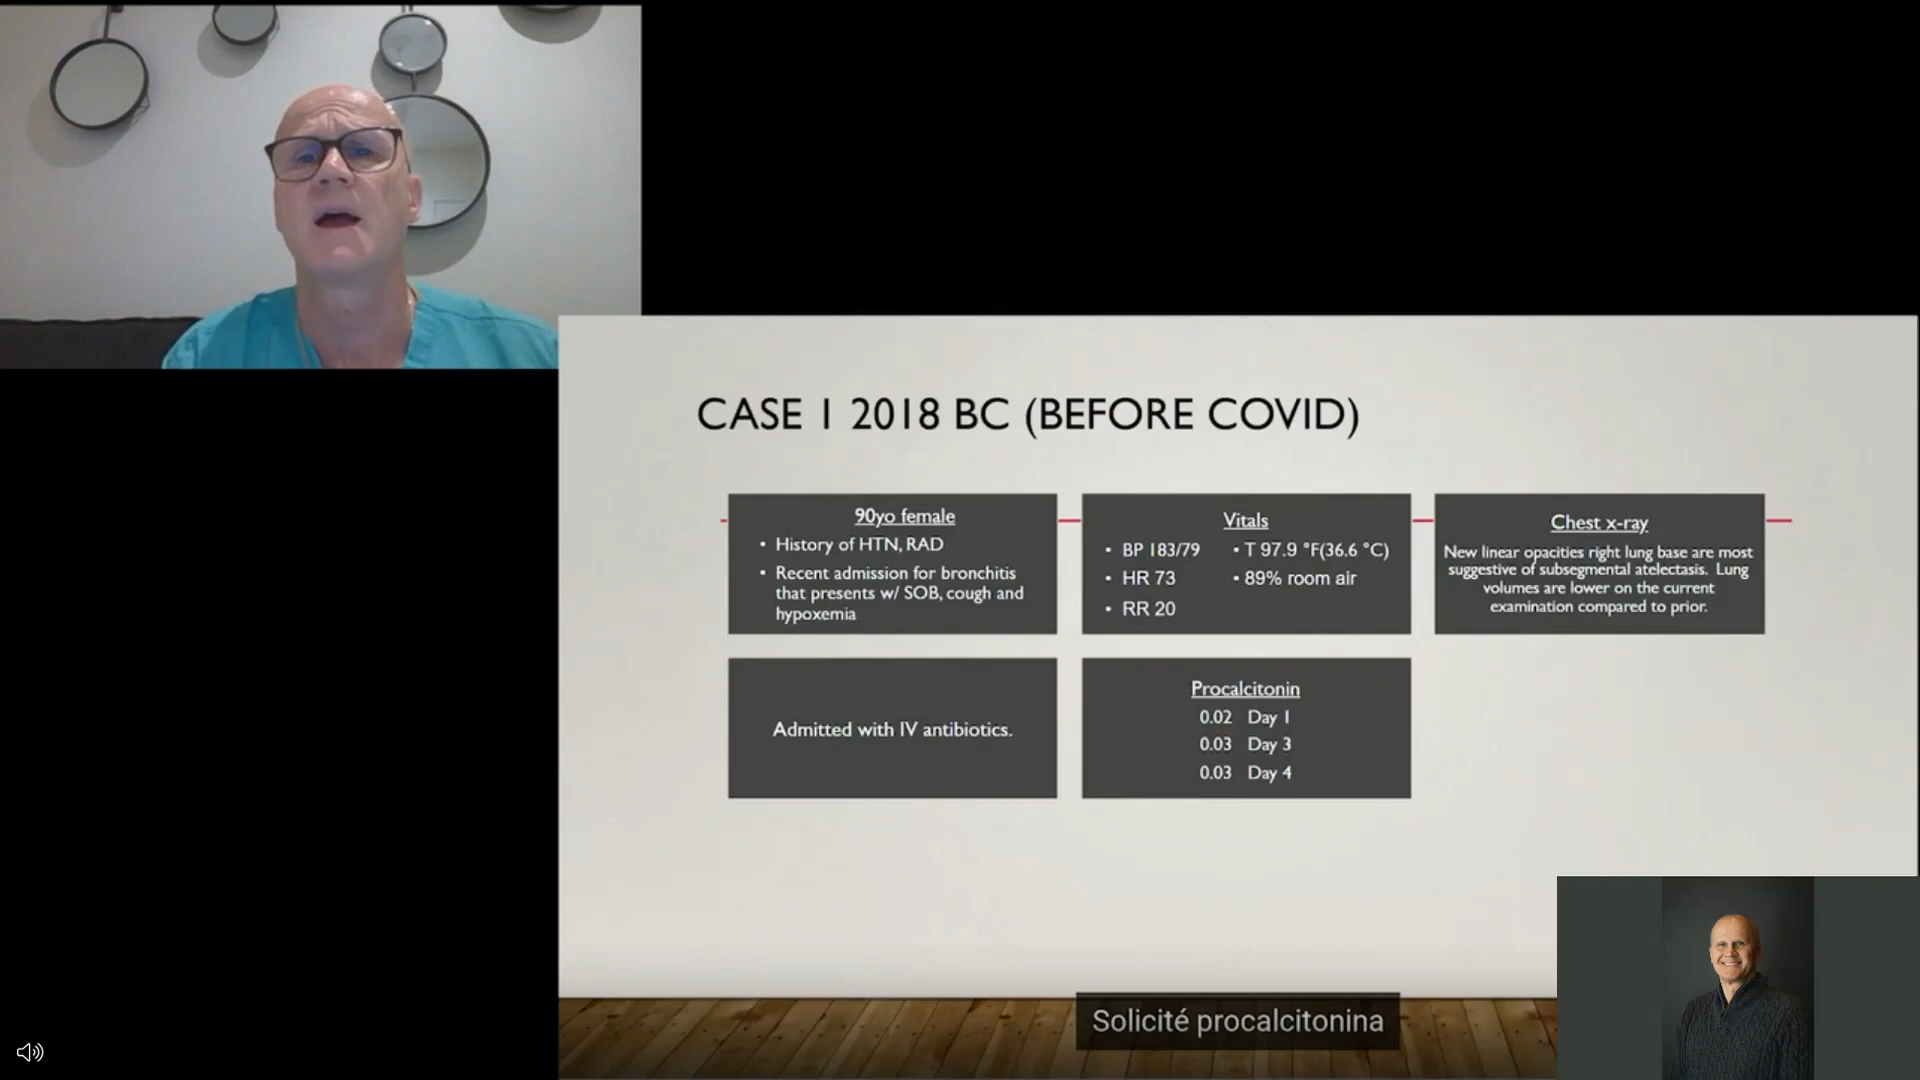 CASE 1 2018 BC (BEFORE COVID)
90yo female
• History of HTN, RAD
• Recent admission for bronchitis
that presents w/ SOB, cough and
hypoxemia
Vitals
• BP 183/79
• HR 73
• RR 20
• T 97.9 °F(36.6 °C)
• 89% room air
Chest x-ray
New linear opacities right lung base are most
suggestive of subsegmental atelectasis. Lung
volumes are lower on the current
examination compared to prior.
Admitted with IV antibiotics.
Procalcitonin
0.02 Day 1
0.03 Day 3
0.03 Day 4
Solicité procalcitonina